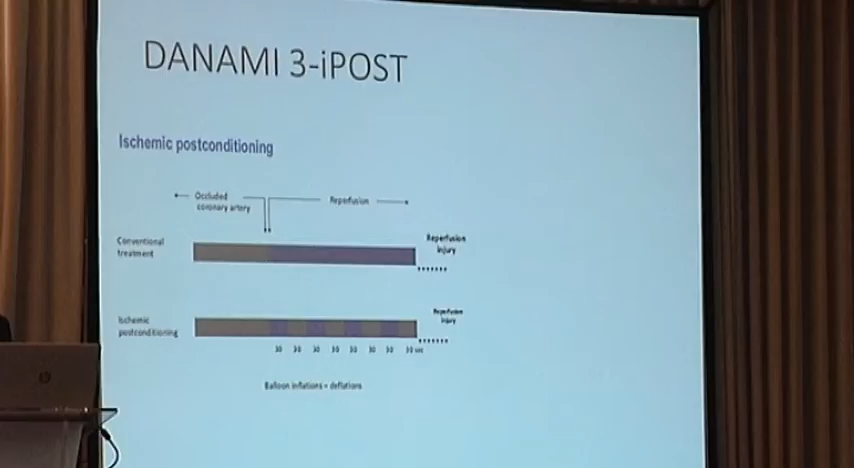 DANAMI 3-iPOST
Ischemic postconditioning
Occluded
coronary artery
Reperfusion
Conventional
treatment
Reperfusion
injury
Ischemic
postconditioning
Reperfusion
injury
30 30 30 30 30 30 30 30 sec
Balloon inflations + deflations